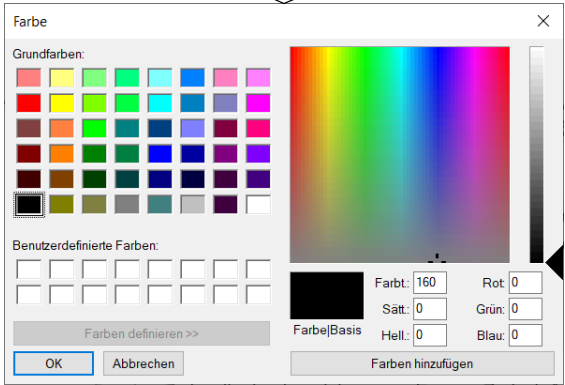 Farbe
Grundfarben:
Benutzerdefinierte Farben:
Farben definieren >>
OK
Abbrechen
Farbe|Basis
Farbt.: 160
Sätt.: 0
Hell.: 0
Rot: 0
Grün: 0
Blau: 0
Farben hinzufügen